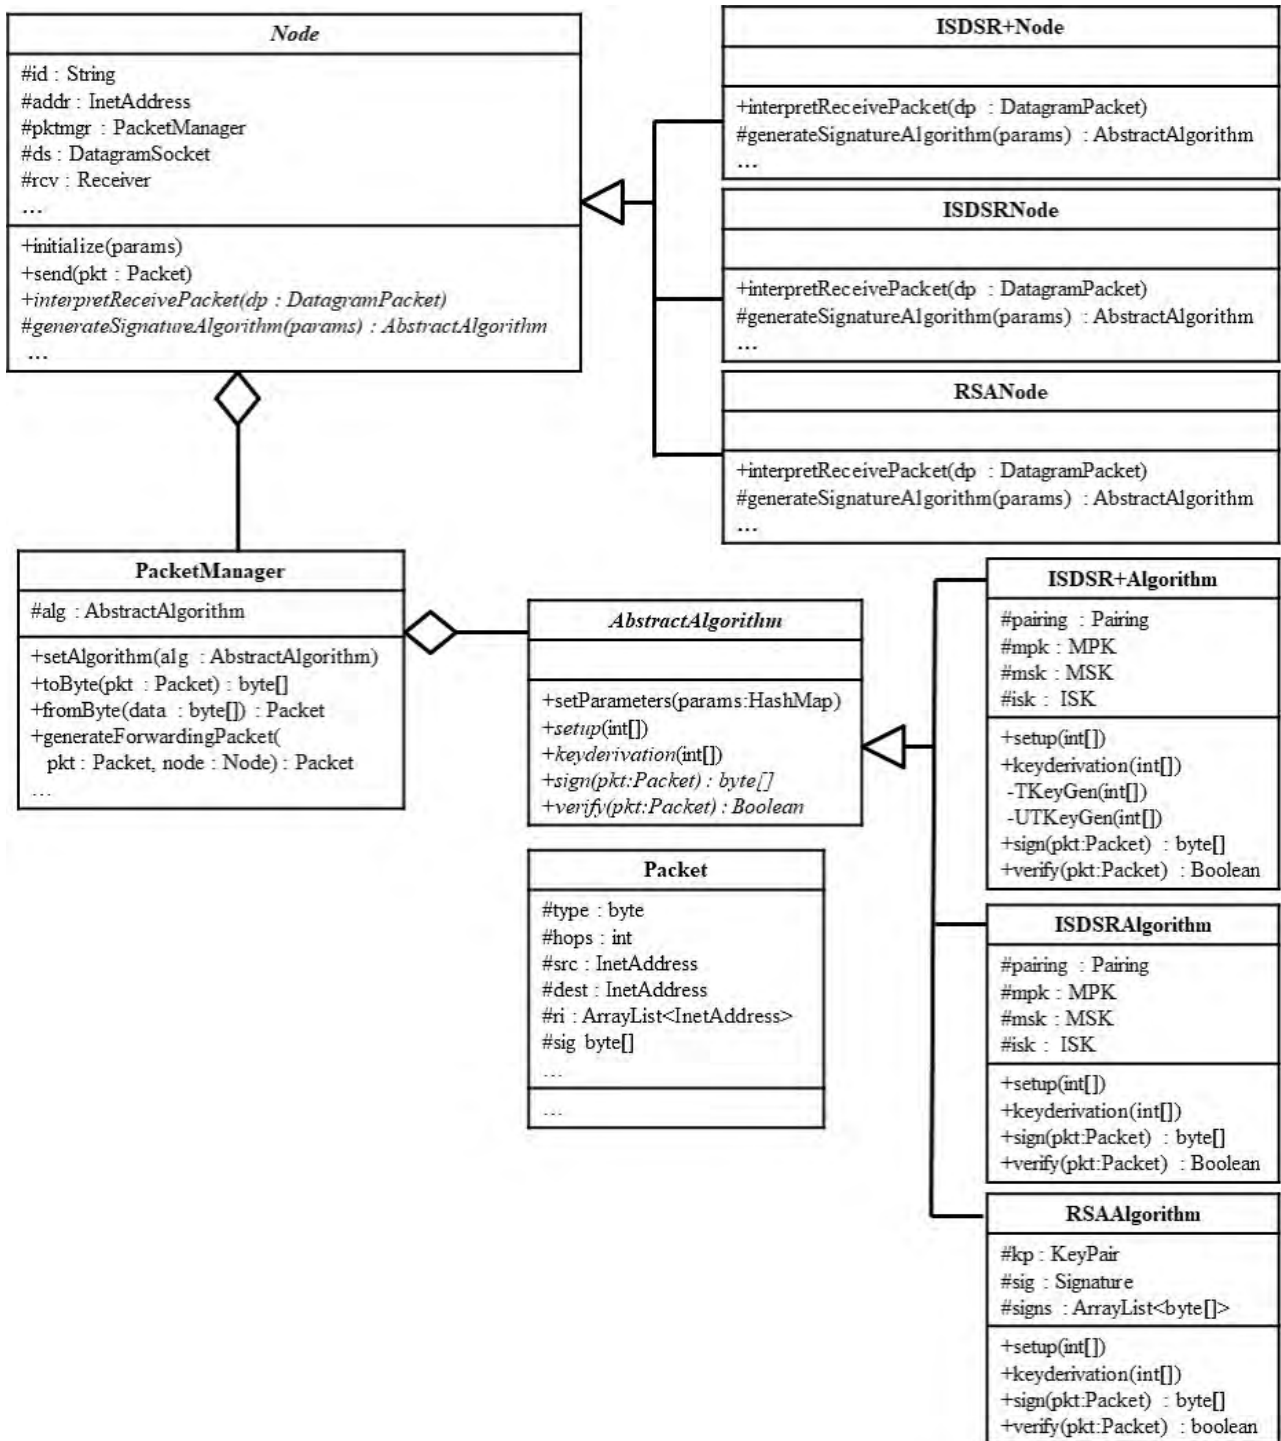 Node
#id : String
#addr : InetAddress
#pktmgr : PacketManager
#ds : DatagramSocket
#rcv : Receiver
...
+initialize(params)
+send(pkt : Packet)
+interpretReceivePacket(dp : DatagramPacket)
#generateSignatureAlgorithm(params) : AbstractAlgorithm
...
ISDSR+Node
+interpretReceivePacket(dp : DatagramPacket)
#generateSignatureAlgorithm(params) : AbstractAlgorithm
...
ISDSRNode
+interpretReceivePacket(dp : DatagramPacket)
#generateSignatureAlgorithm(params) : AbstractAlgorithm
...
RSANode
+interpretReceivePacket(dp : DatagramPacket)
#generateSignatureAlgorithm(params) : AbstractAlgorithm
...
PacketManager
#alg : AbstractAlgorithm
+setAlgorithm(alg : AbstractAlgorithm)
+toByte(pkt : Packet) : byte[]
+fromByte(data : byte[]) : Packet
+generateForwardingPacket(
pkt : Packet, node : Node) : Packet
...
AbstractAlgorithm
+setParameters(params:HashMap)
+setup(int[])
+keyderivation(int[])
+sign(pkt:Packet) : byte[]
+verify(pkt:Packet) : Boolean
Packet
#type : byte
#hops : int
#src : InetAddress
#dest : InetAddress
#ri : ArrayList<InetAddress>
#sig byte[]
...
...
ISDSR+Algorithm
#pairing : Pairing
#mpk : MPK
#msk : MSK
#isk : ISK
+setup(int[])
+keyderivation(int[])
-TKeyGen(int[])
-UTKeyGen(int[])
+sign(pkt:Packet) : byte[]
+verify(pkt:Packet) : Boolean
ISDSRAlgorithm
#pairing : Pairing
#mpk : MPK
#msk : MSK
#isk : ISK
+setup(int[])
+keyderivation(int[])
+sign(pkt:Packet) : byte[]
+verify(pkt:Packet) : Boolean
RSAAlgorithm
#kp : KeyPair
#sig : Signature
#signs : ArrayList<byte[]>
+setup(int[])
+keyderivation(int[])
+sign(pkt:Packet) : byte[]
+verify(pkt:Packet) : boolean